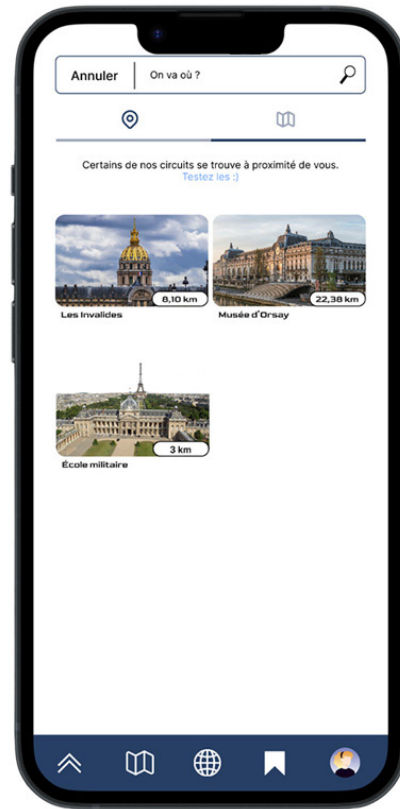 Annuler
On va où ?
Certains de nos circuits se trouve à proximité de vous.
Testez les :)
8,10 km
22,38 km
Les Invalides
Musée d'Orsay
3 km
École militaire